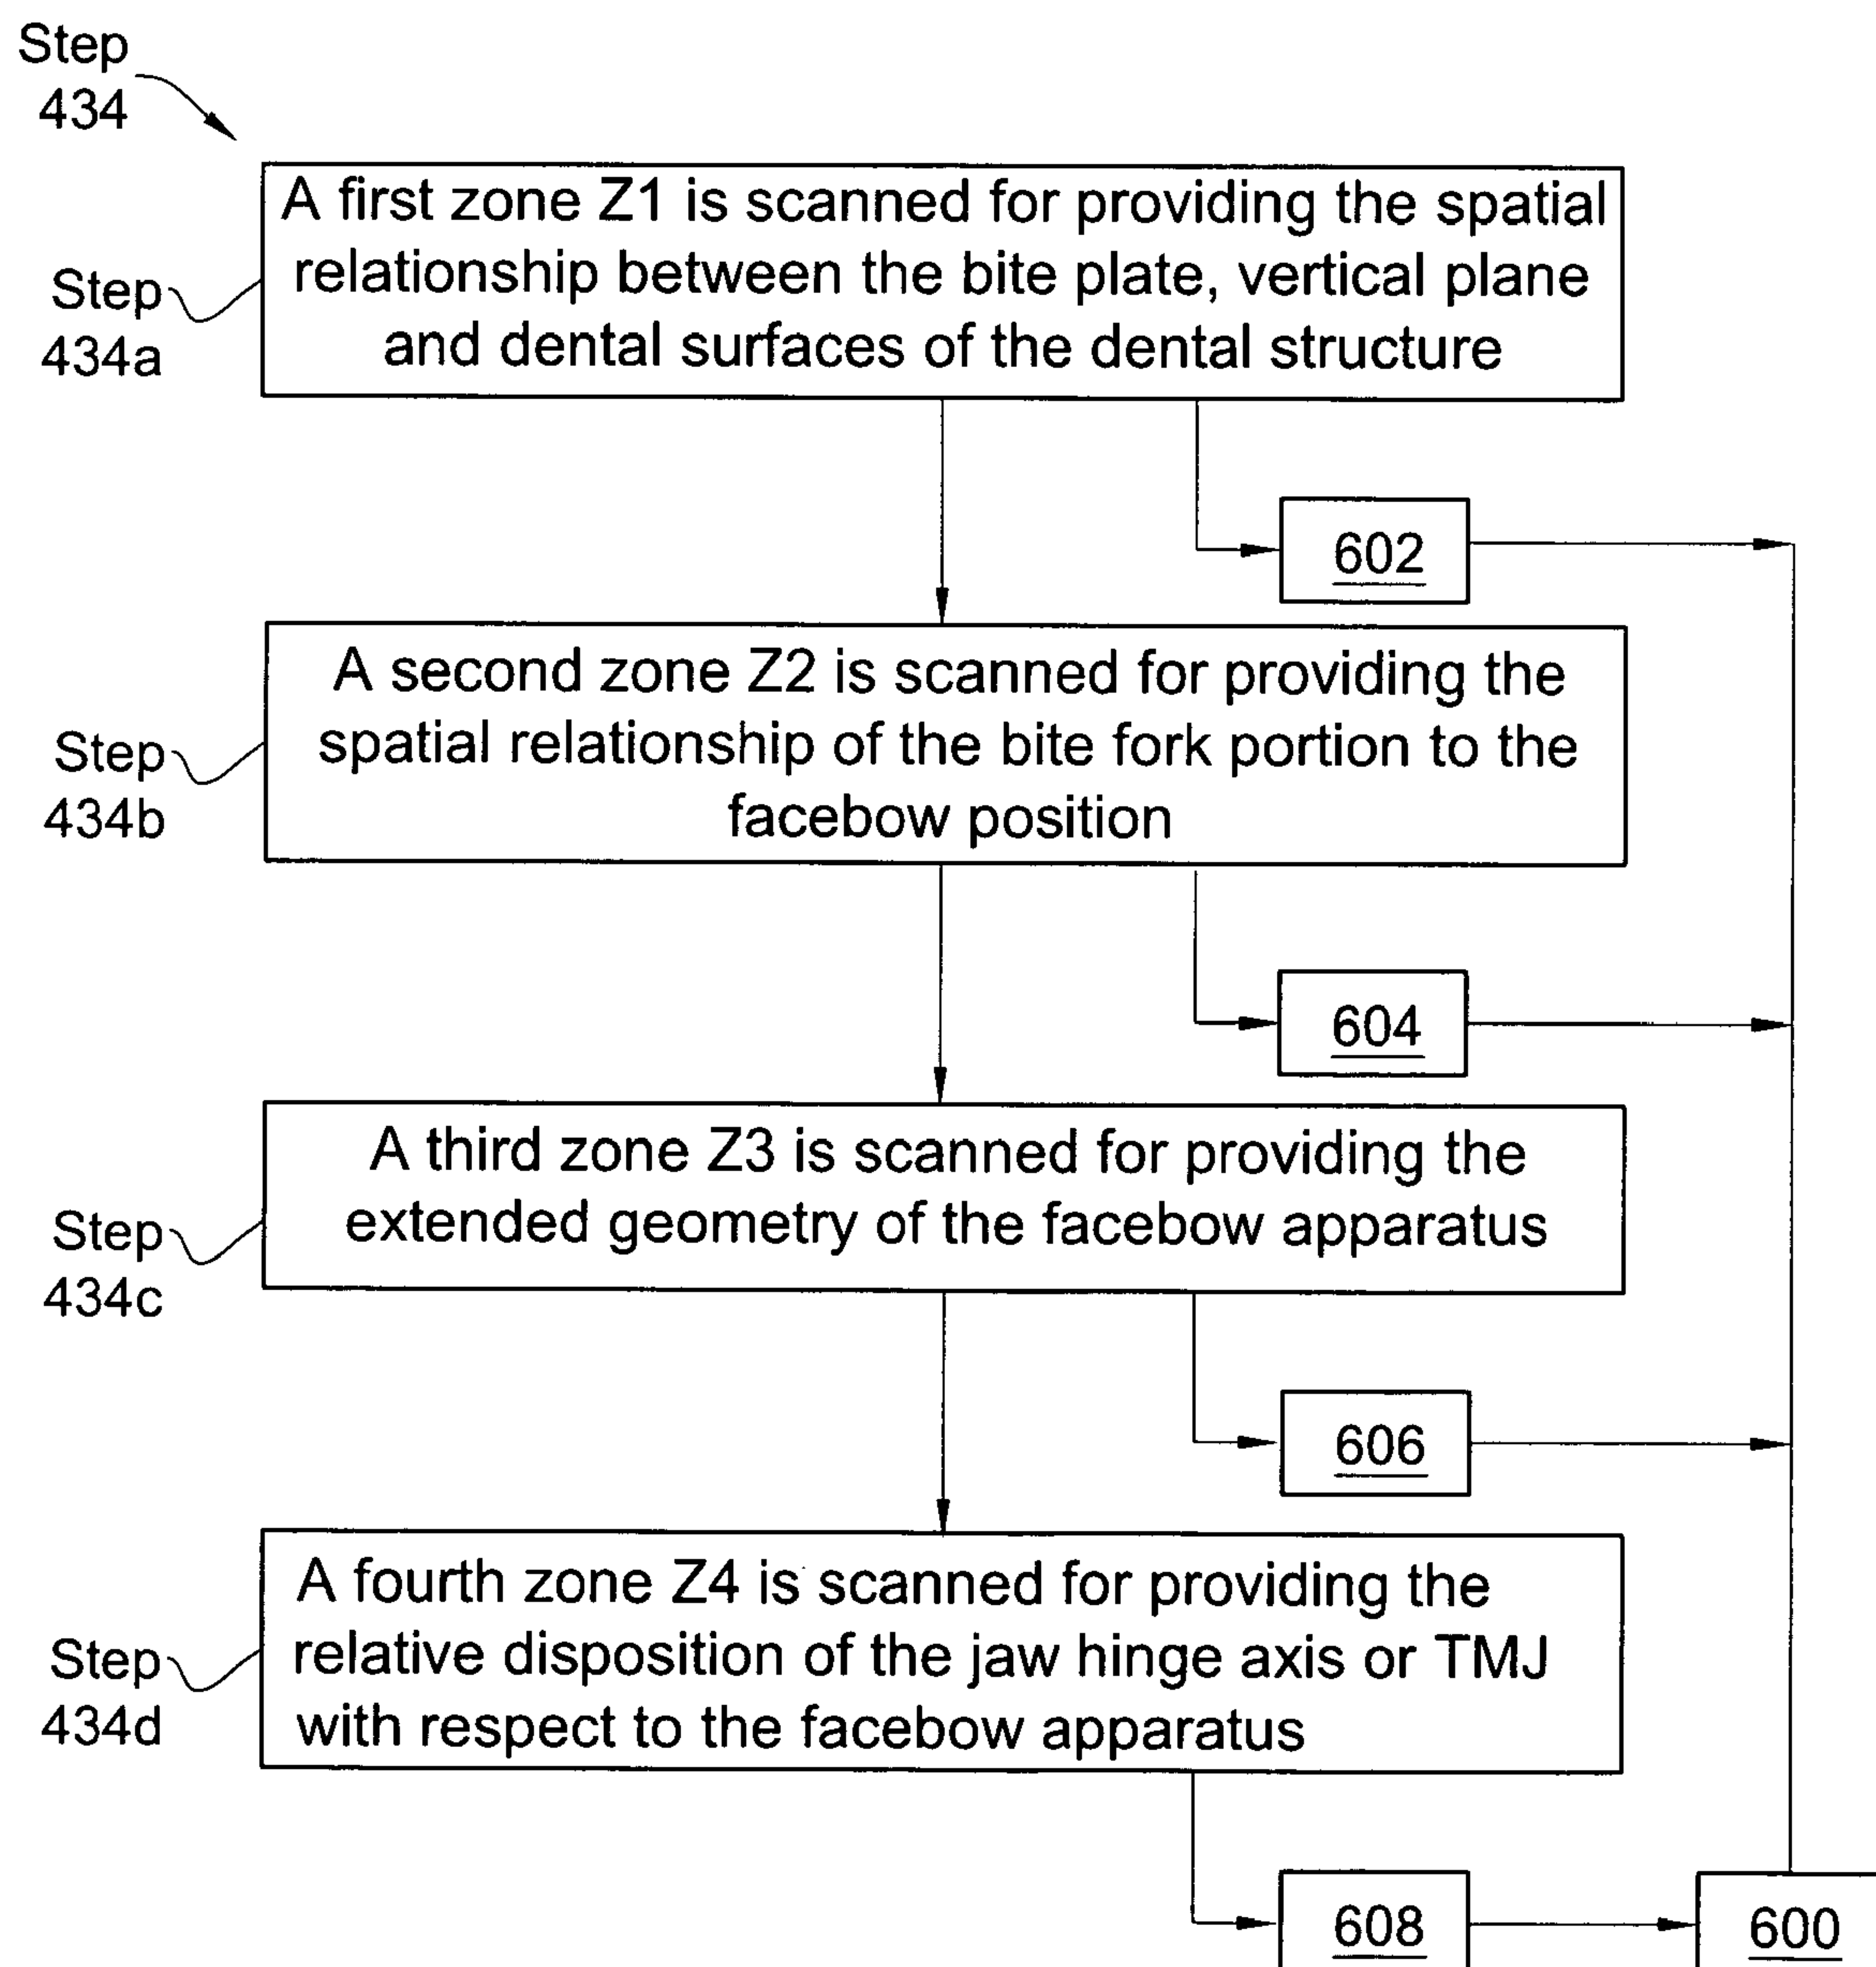 Step
434
A first zone Z1 is scanned for providing the spatial
relationship between the bite plate, vertical plane
and dental surfaces of the dental structure
Step
434a
602
A second zone Z2 is scanned for providing the
spatial relationship of the bite fork portion to the
facebow position
Step
434b
604
A third zone Z3 is scanned for providing the
extended geometry of the facebow apparatus
Step
434c
606
A fourth zone Z4 is scanned for providing the
relative disposition of the jaw hinge axis or TMJ
with respect to the facebow apparatus
Step
434d
608
600